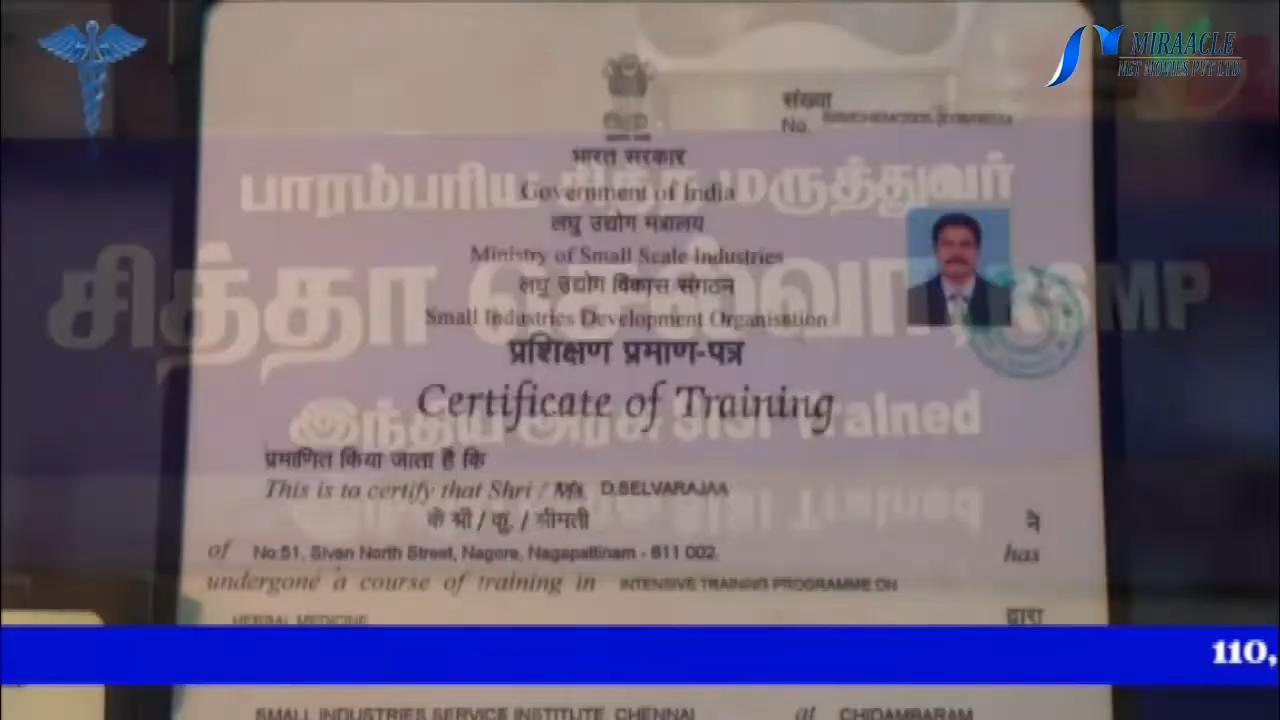 MIRAACLE
NET MOVIES PVT LTD
संख्या
No.
भारत सरकार
Government of India
लघु उद्योग मंत्रालय
Ministry of Small Scale Industries
लघु उद्योग विकास संगठन
Small Industries Development Organisation
प्रशिक्षण प्रमाण-पत्र
Certificate of Training
प्रमाणित किया जाता है कि
This is to certify that Shri / Ms. D.SELVARAJAA
के श्री / कु. / श्रीमती ने
of No:51, Sivan North Street, Nagore, Nagapattinam - 611 002. has
undergone a course of training in INTENSIVE TRAINING PROGRAMME ON
HERBAL MEDICINE द्वारा
SMALL INDUSTRIES SERVICE INSTITUTE, CHENNAI at CHIDAMBARAM
பாரம்பரிய சித்த மருத்துவர்
சித்தா
இந்திய அரசு Trained
110,